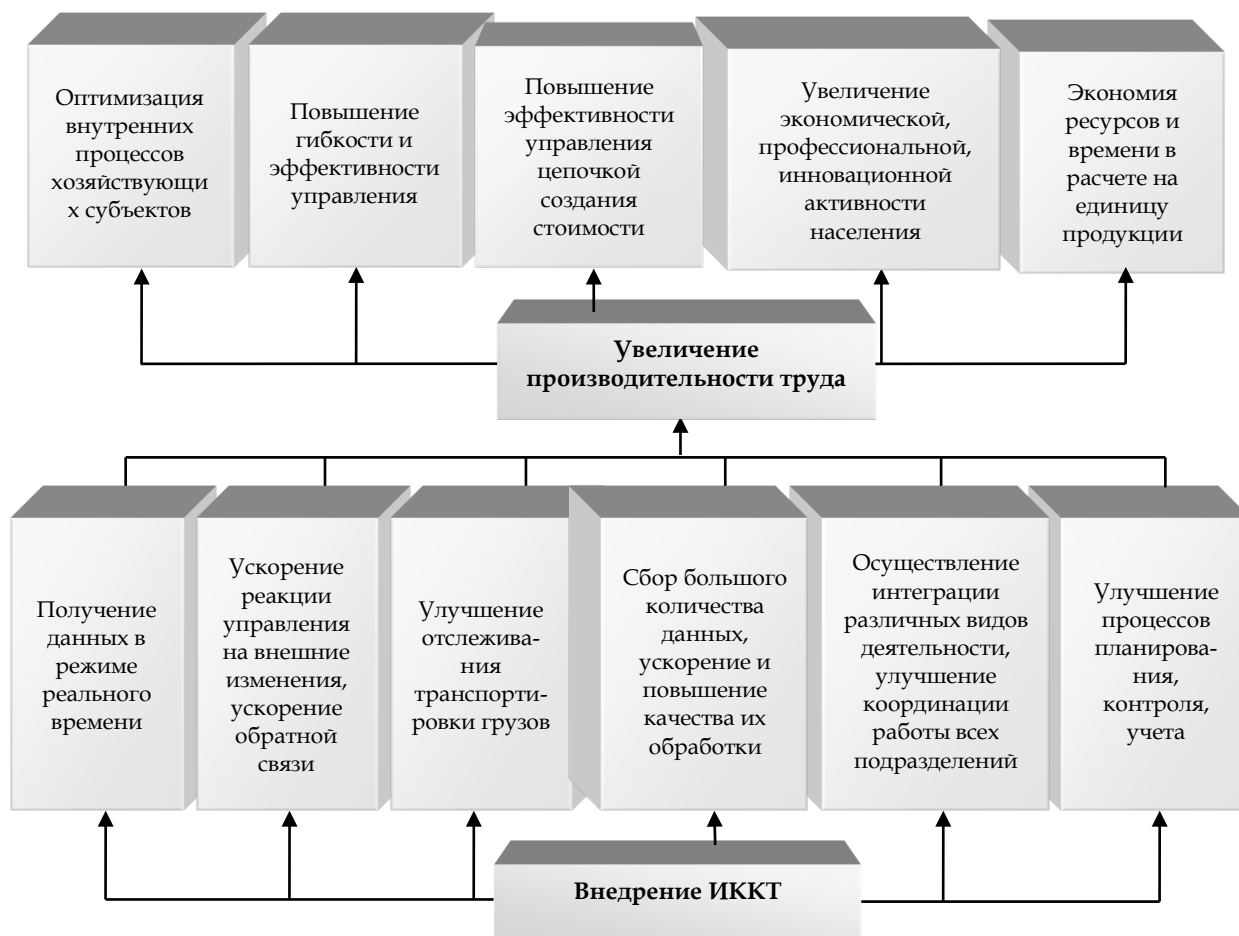 Оптимизация
внутренних
процессов
хозяйствующи
х субъектов
Повышение
гибкости и
эффективности
управления
Повышение
эффективности
управления
цепочкой
создания
стоимости
Увеличение
экономической,
профессиональной,
инновационной
активности
населения
Экономия
ресурсов и
времени в
расчете на
единицу
продукции
Увеличение
производительности труда
Получение
данных в
режиме
реального
времени
Ускорение
реакции
управления
на внешние
изменения,
ускорение
обратной
связи
Улучшение
отслежива-
ния
транспорти-
ровки грузов
Сбор большого
количества
данных,
ускорение и
повышение
качества их
обработки
Осуществление
интеграции
различных видов
деятельности,
улучшение
координации
работы всех
подразделений
Улучшение
процессов
планирова-
ния,
контроля,
учета
Внедрение ИККТ